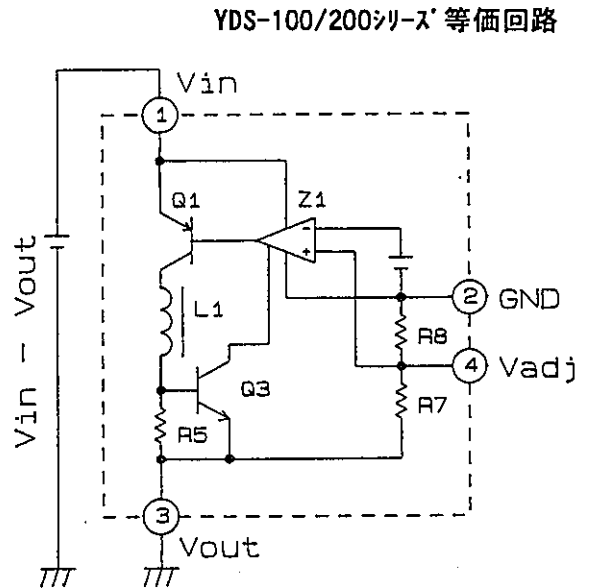 YDS-100/200ｼﾘｰｽﾞ 等価回路
Vin
1
Q1
Z1
-
+
2 GND
L1
R8
4 Vadj
Q3
R7
R5
3
Vout
Vin - Vout